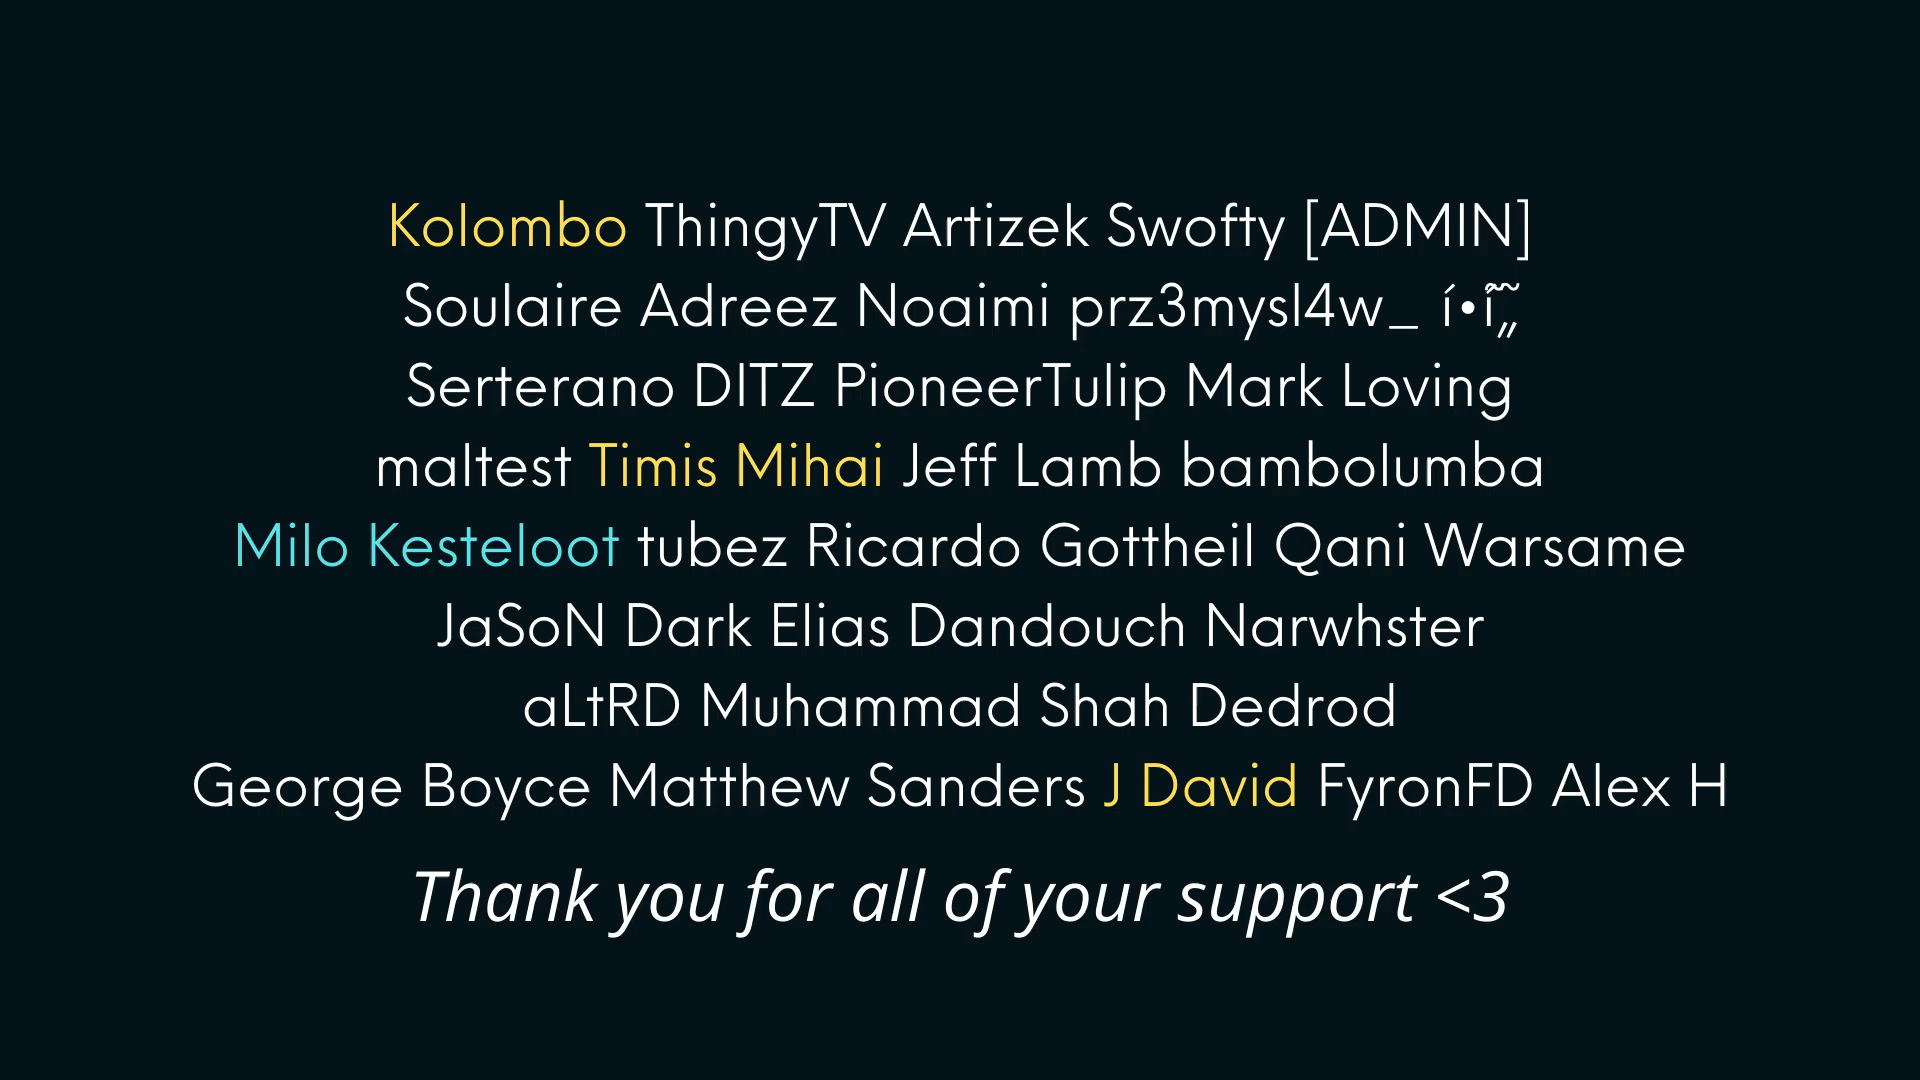 Kolombo ThingyTV Artizek Swofty [ADMIN]
Soulaire Adreez Noaimi prz3mysl4w_
Serterano DITZ PioneerTulip Mark Loving
maltest Timis Mihai Jeff Lamb bambolumba
Milo Kesteloot tubez Ricardo Gottheil Qani Warsame
JaSoN Dark Elias Dandouch Narwhster
aLtRD Muhammad Shah Dedrod
George Boyce Matthew Sanders J David FyronFD Alex H
Thank you for all of your support <3